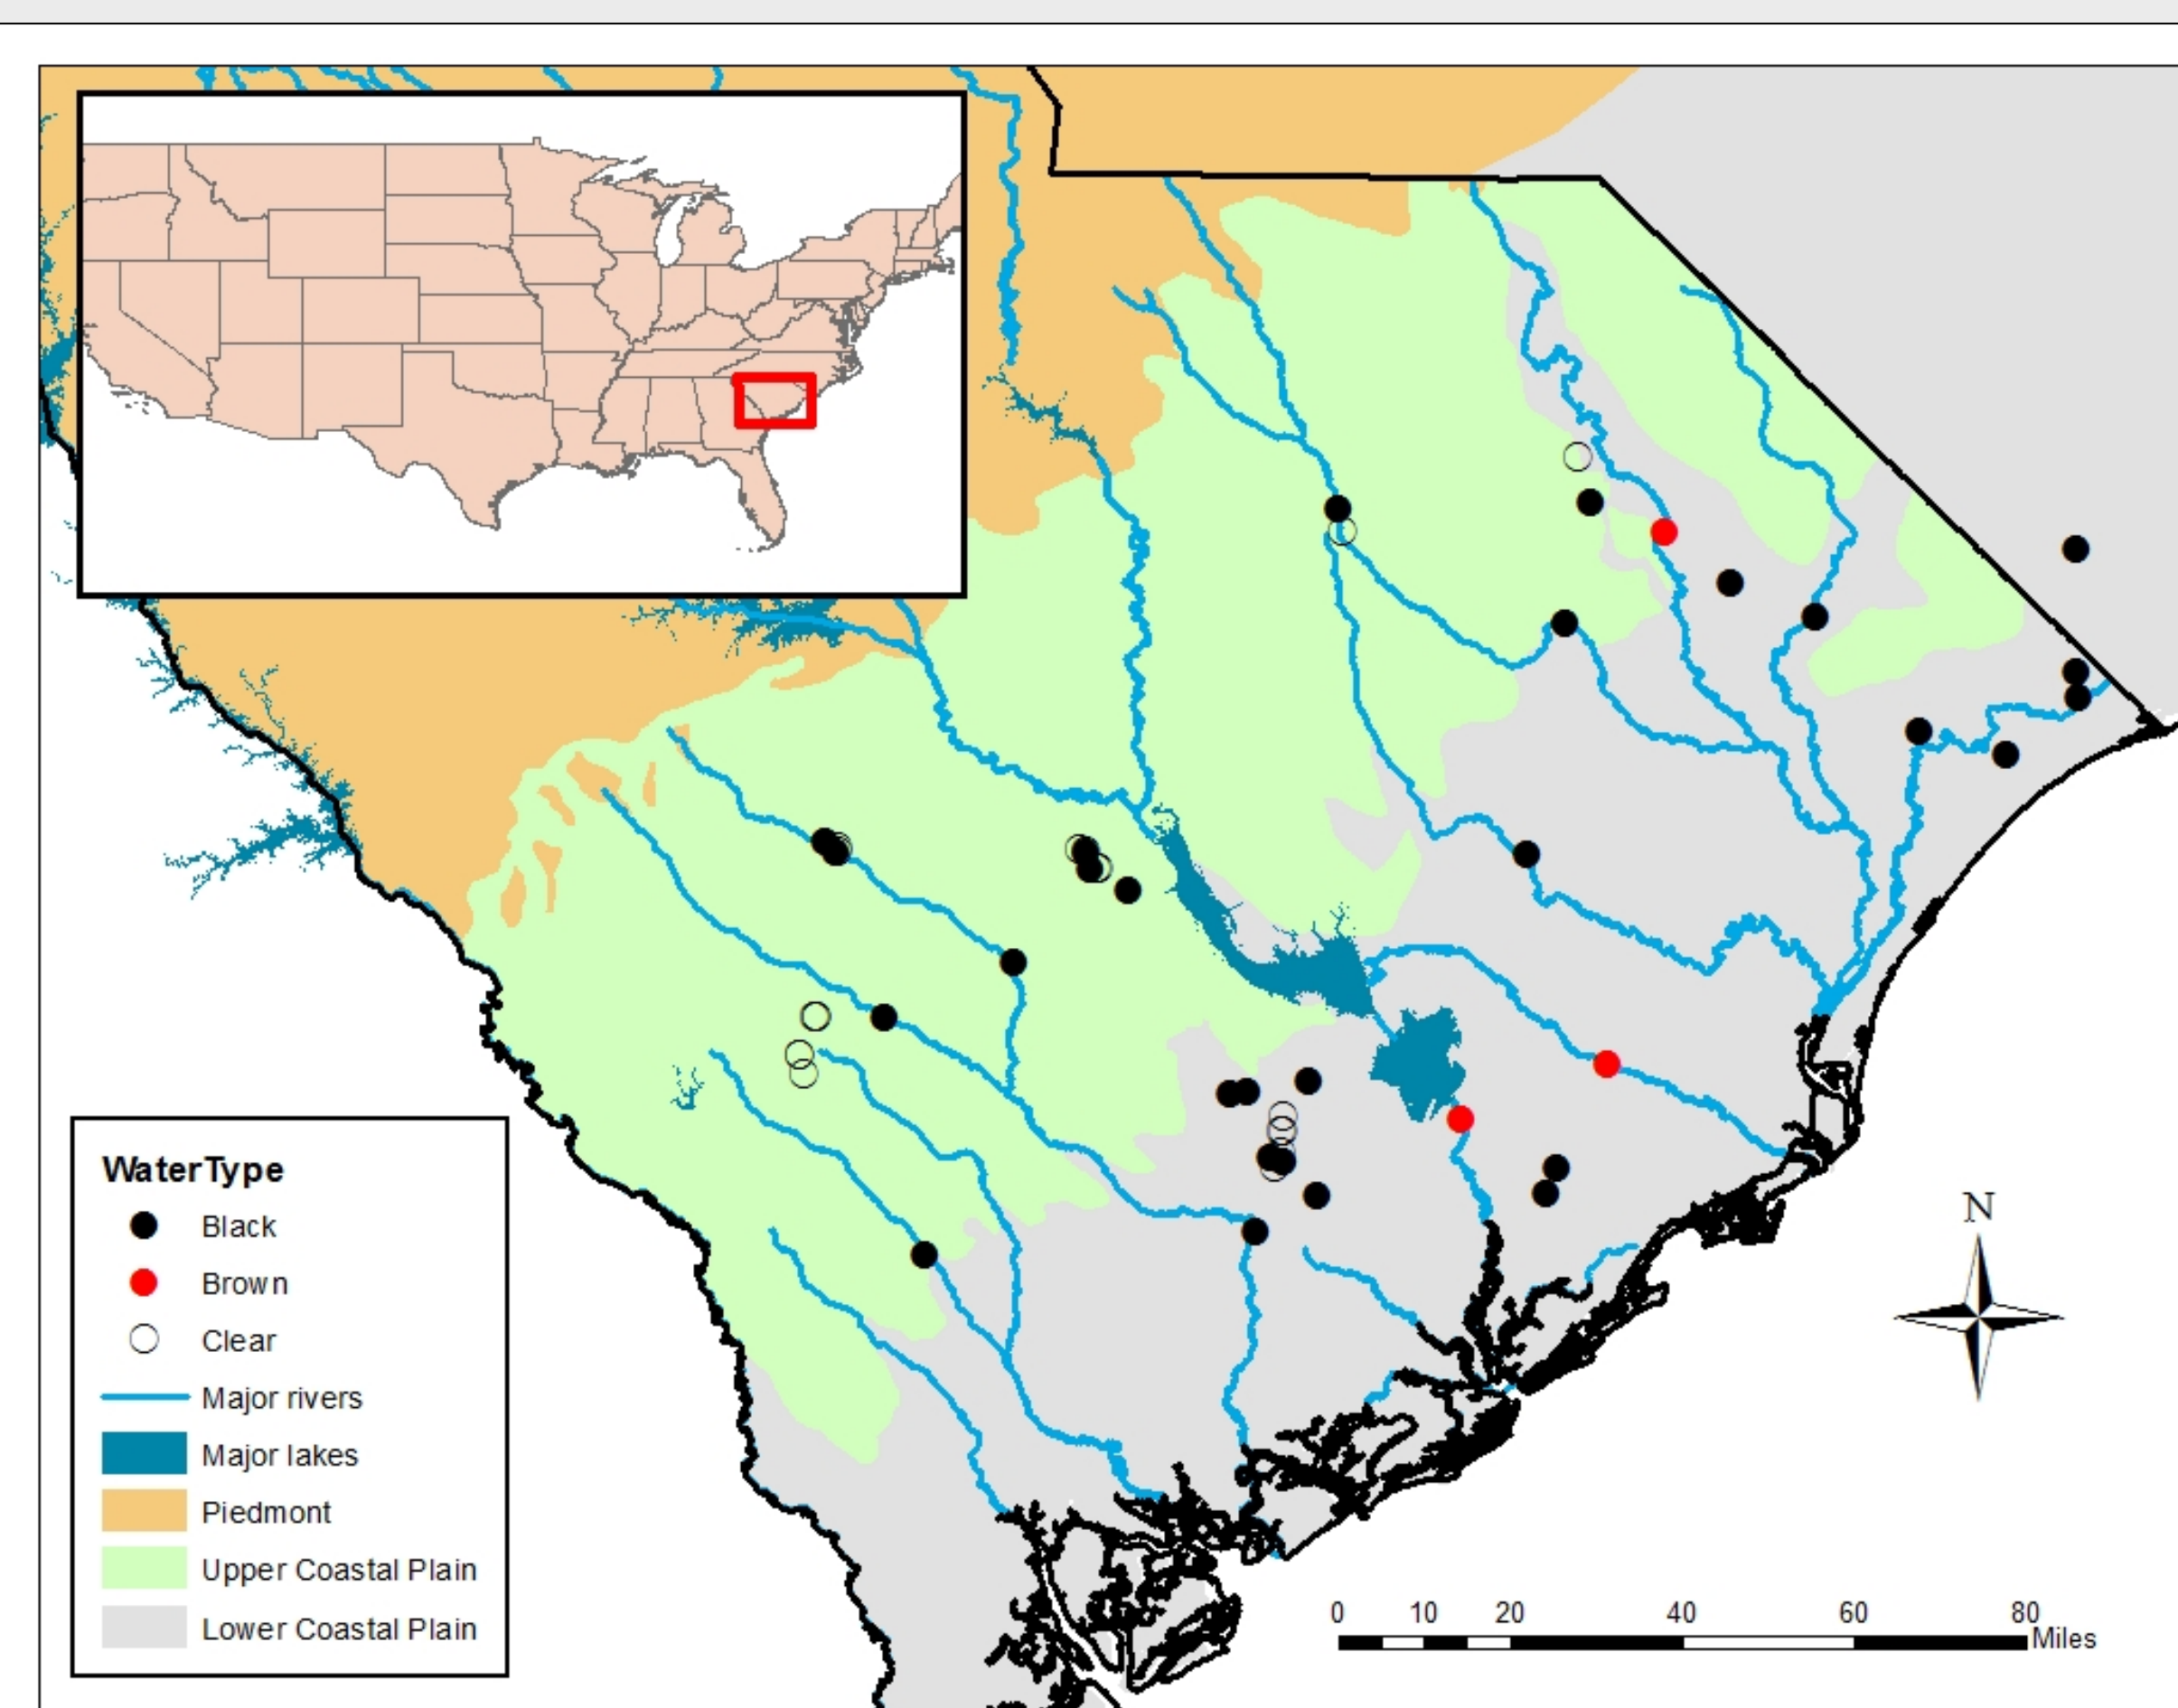 WaterType
Black
Brown
Clear
Major rivers
Major lakes
Piedmont
Upper Coastal Plain
Lower Coastal Plain
N
0 10 20 40 60 80
Miles